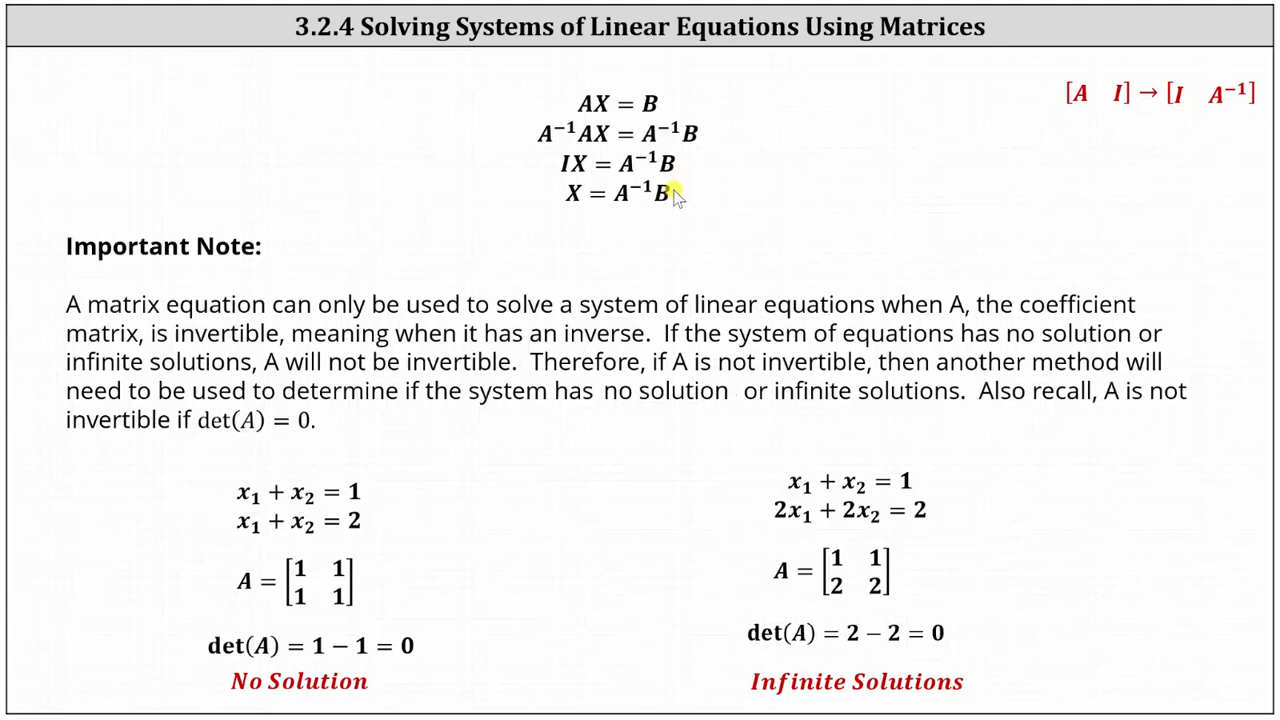 3.2.4 Solving Systems of Linear Equations Using Matrices
[A I] → [I A⁻¹]
AX = B
A⁻¹AX = A⁻¹B
IX = A⁻¹B
X = A⁻¹B
Important Note:
A matrix equation can only be used to solve a system of linear equations when A, the coefficient
matrix, is invertible, meaning when it has an inverse. If the system of equations has no solution or
infinite solutions, A will not be invertible. Therefore, if A is not invertible, then another method will
need to be used to determine if the system has no solution or infinite solutions. Also recall, A is not
invertible if det(A) = 0.
x₁ + x₂ = 1
x₁ + x₂ = 2
A = [1 1
1 1]
det(A) = 1 − 1 = 0
No Solution
x₁ + x₂ = 1
2x₁ + 2x₂ = 2
A = [1 1
2 2]
det(A) = 2 − 2 = 0
Infinite Solutions